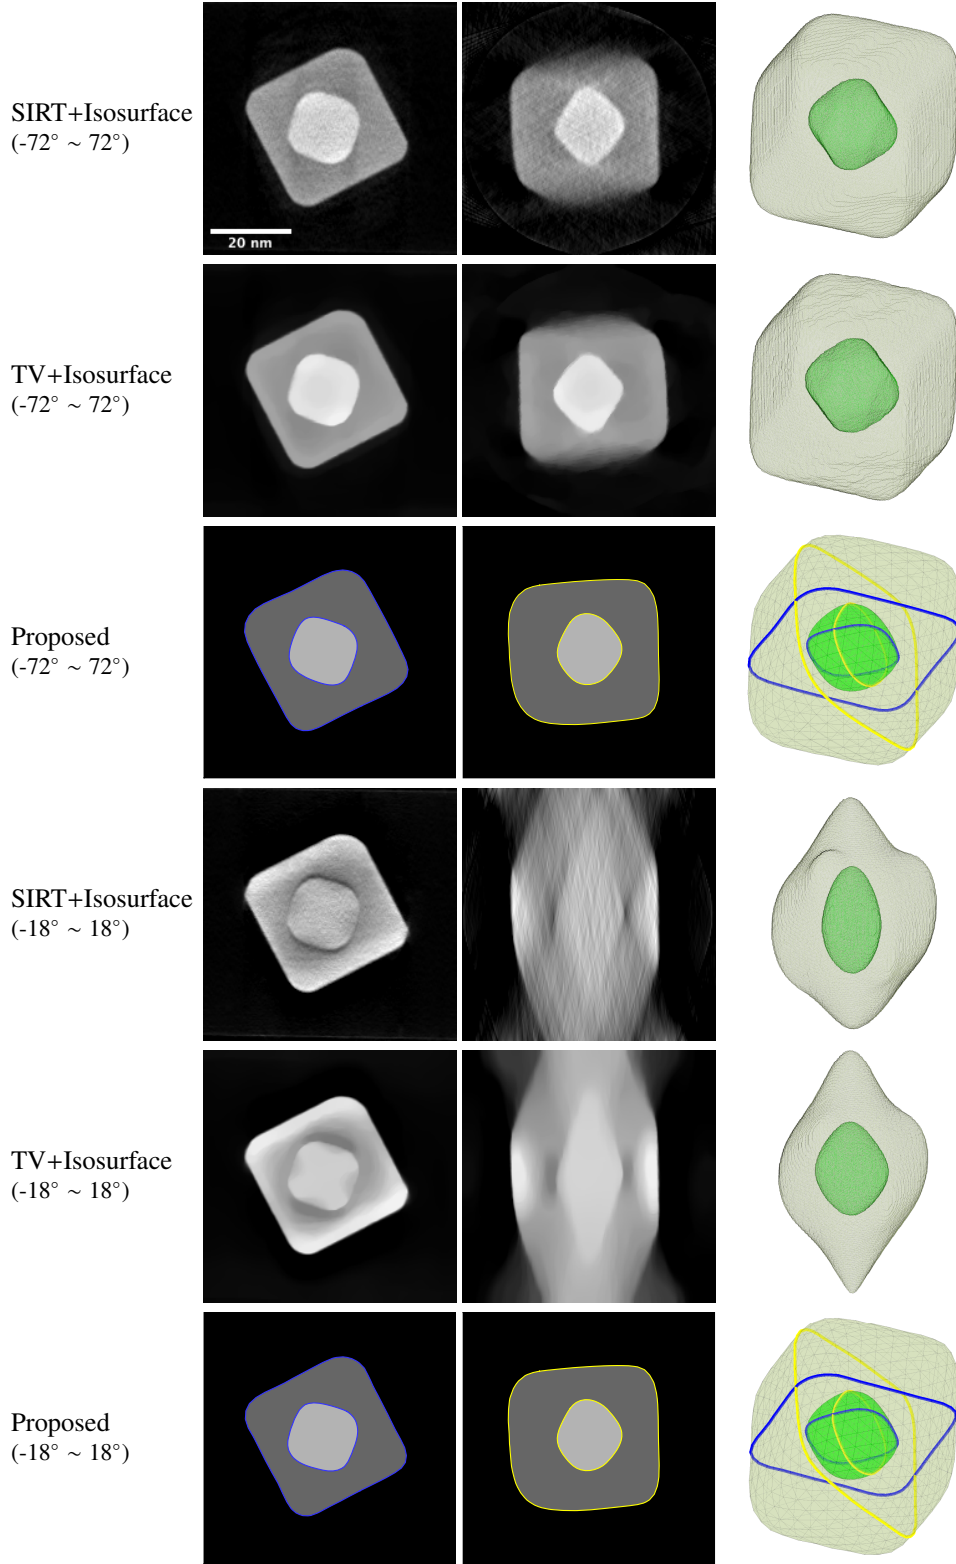 SIRT+Isosurface
(-72° ~ 72°)
20 nm
TV+Isosurface
(-72° ~ 72°)
Proposed
(-72° ~ 72°)
SIRT+Isosurface
(-18° ~ 18°)
TV+Isosurface
(-18° ~ 18°)
Proposed
(-18° ~ 18°)